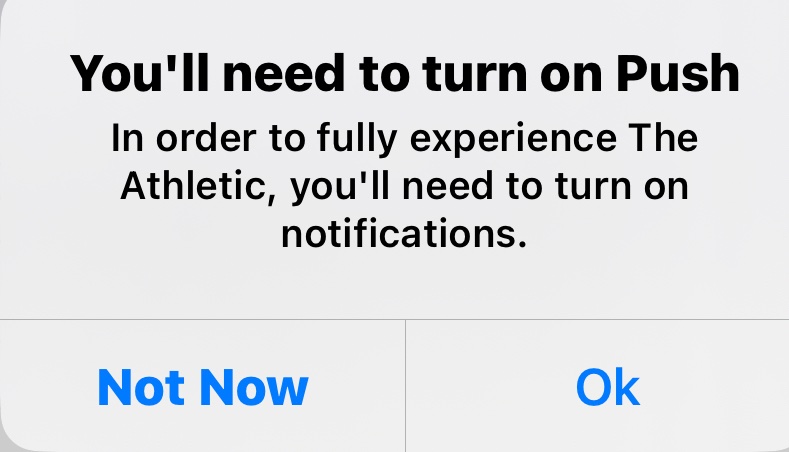 You'll need to turn on Push
In order to fully experience The
Athletic, you'll need to turn on
notifications.
Not Now
Ok